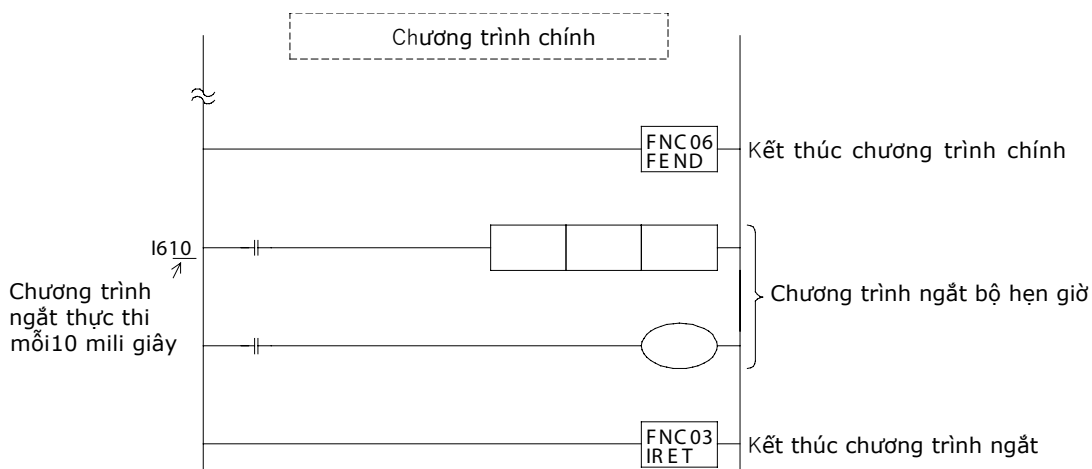 Chương trình chính
FNC06
FEND
Kết thúc chương trình chính
I610
Chương trình
ngắt thực thi
mỗi10 mili giây
Chương trình ngắt bộ hẹn giờ
FNC03
IRET
Kết thúc chương trình ngắt